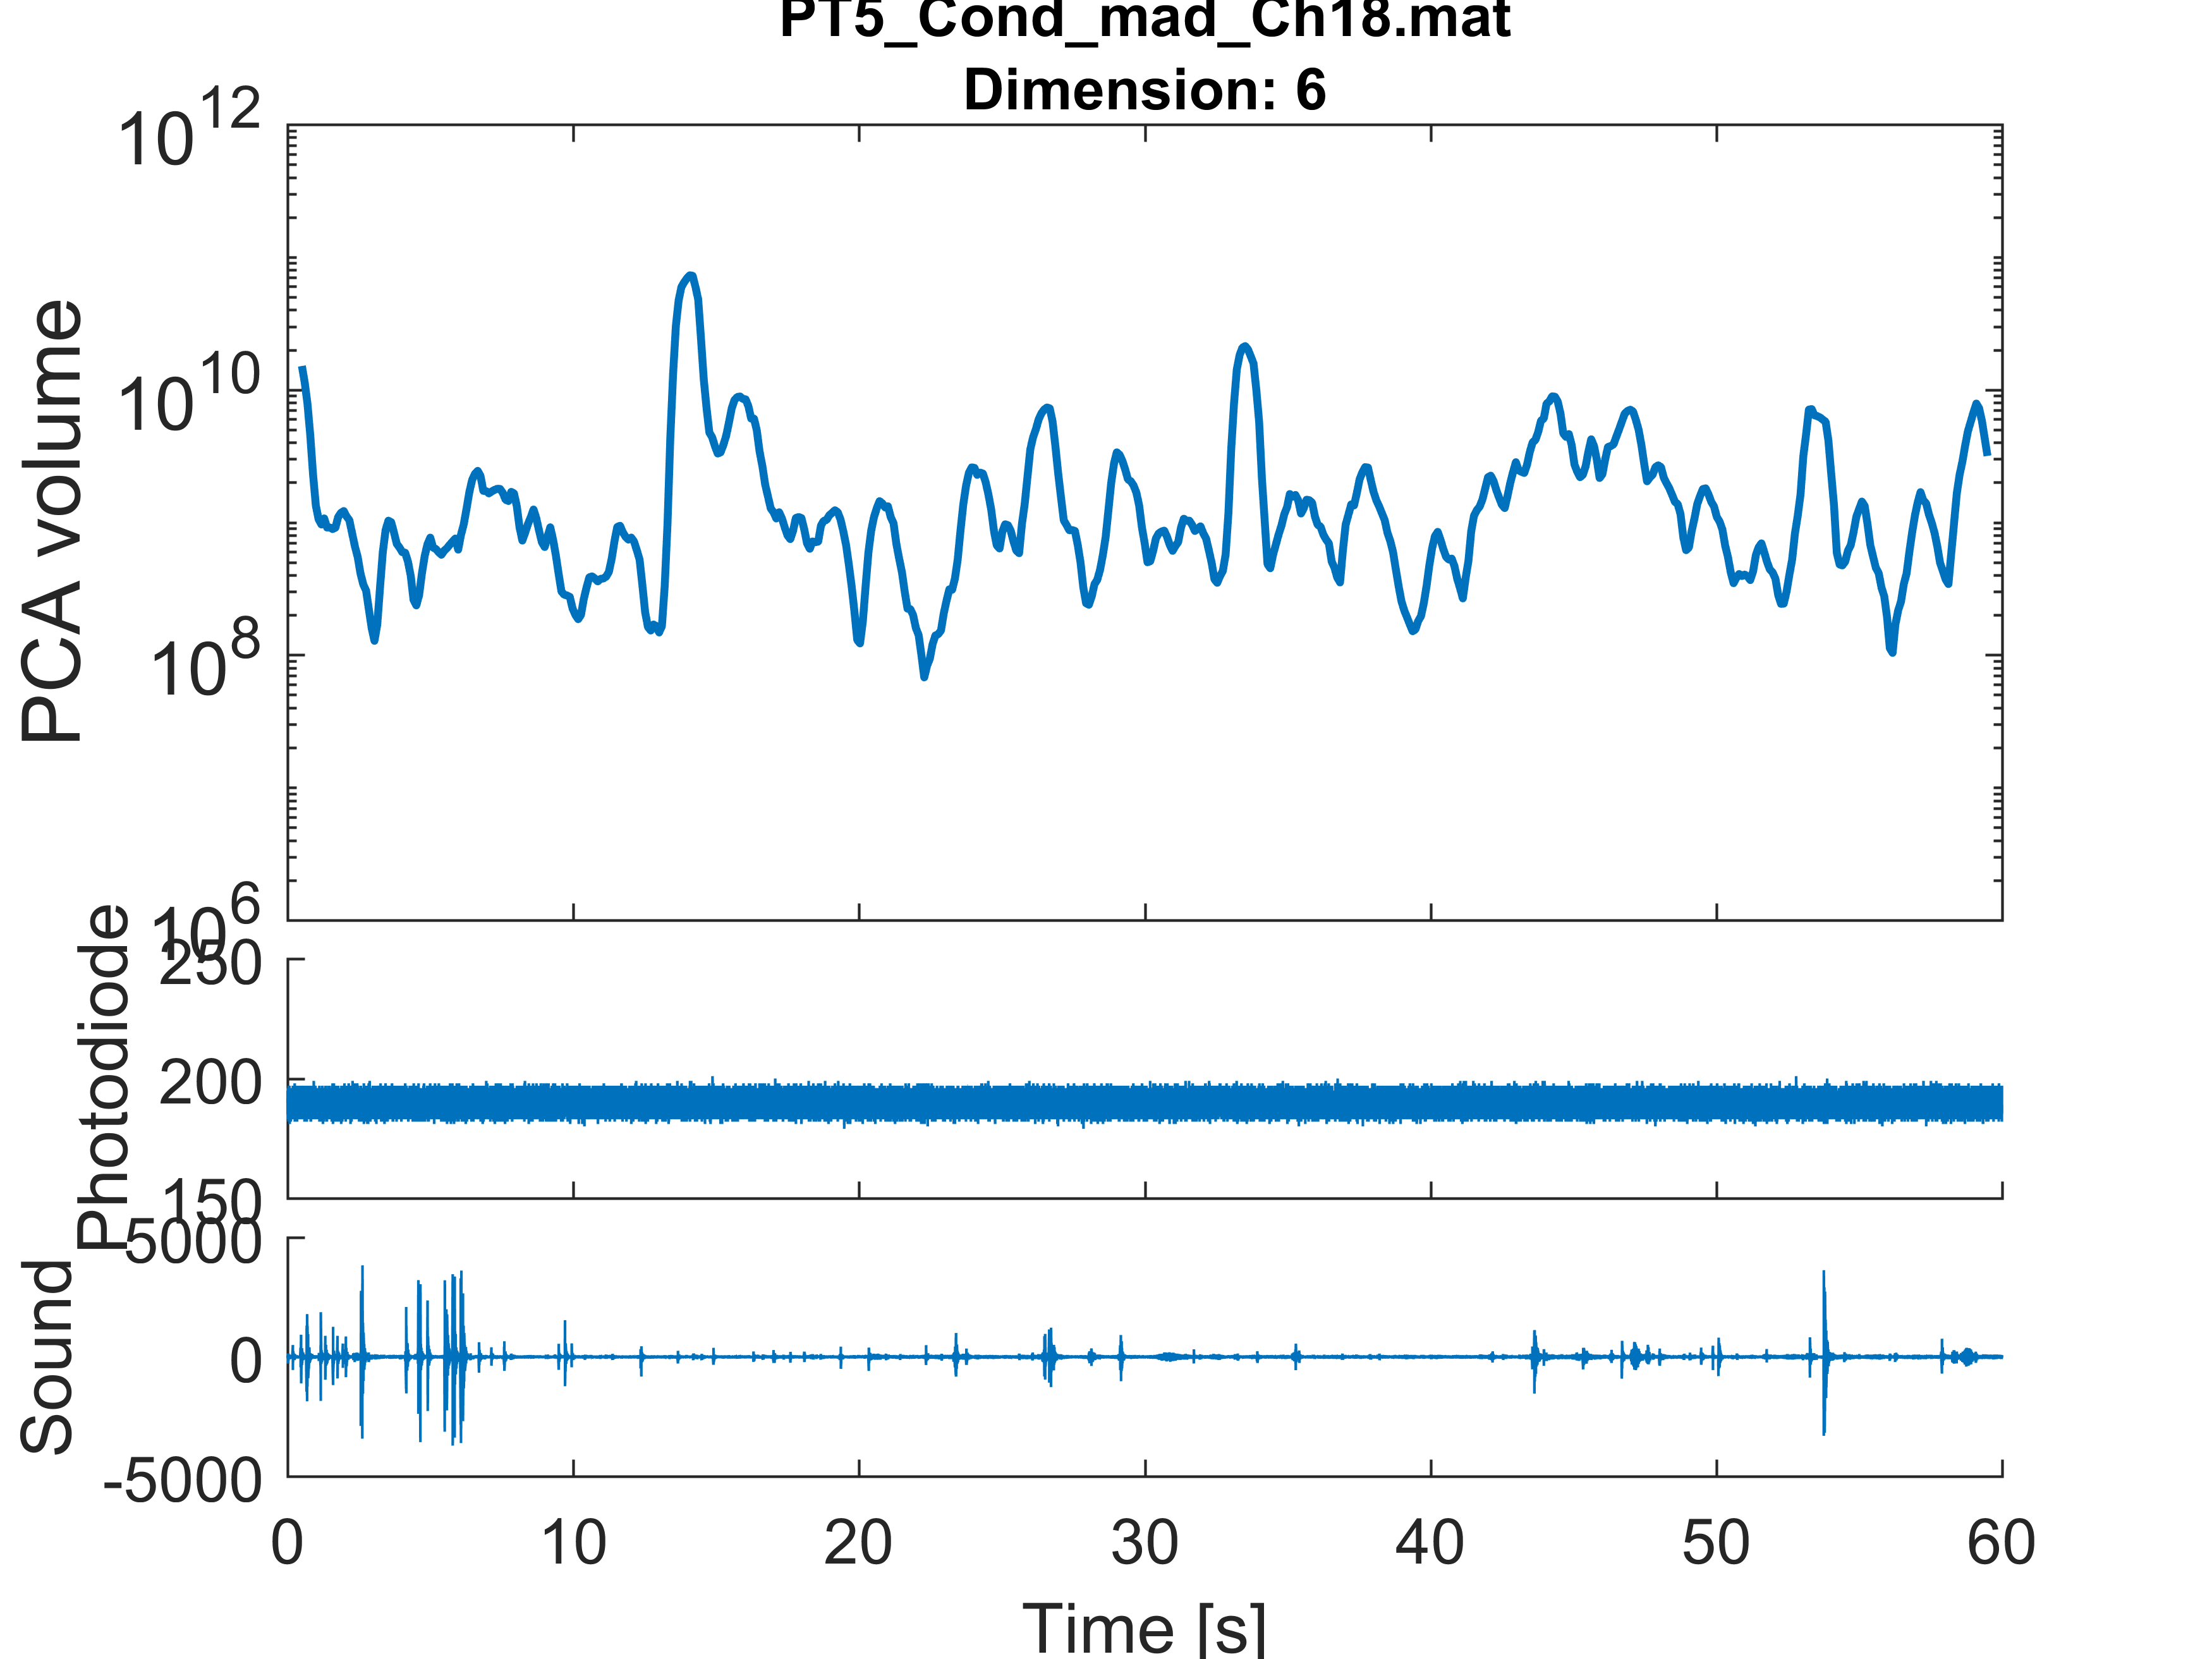 PT5_Cond_mad_Ch18.mat
Dimension: 6
PCA volume
10^12
10^10
10^8
10^6
Photodiode
250
200
150
Sound
5000
0
-5000
0 10 20 30 40 50 60
Time [s]